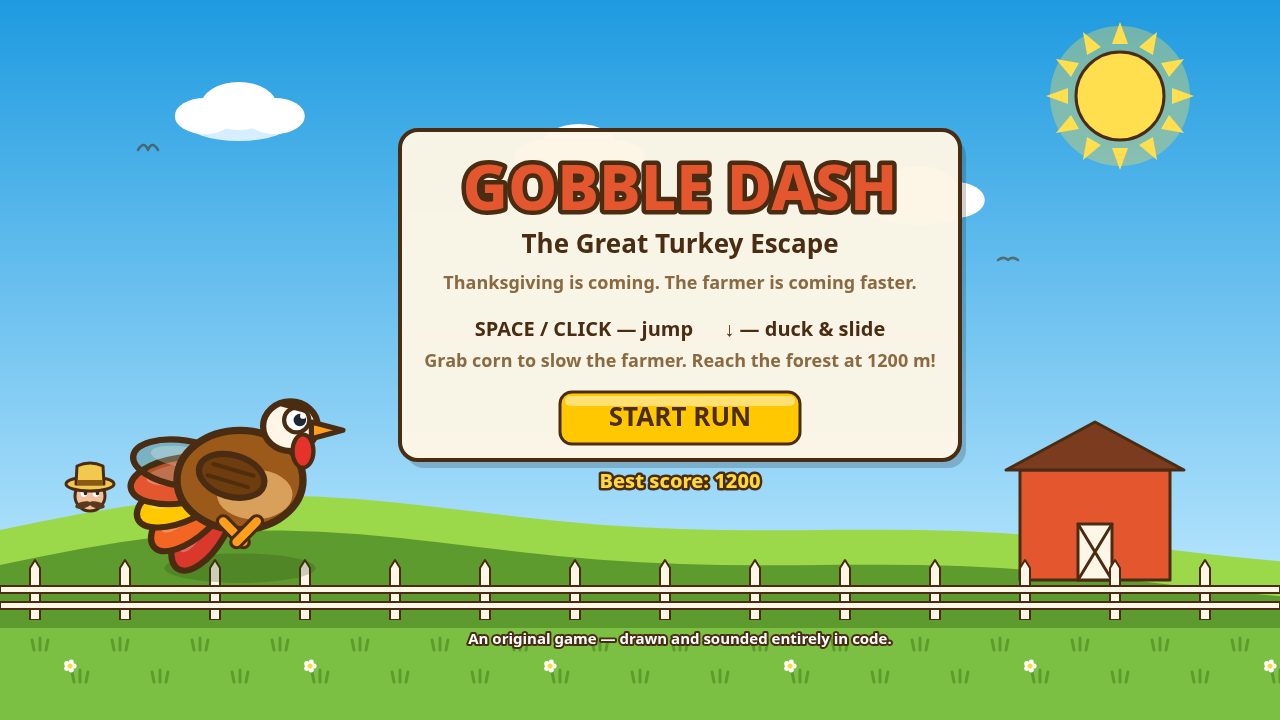 GOBBLE DASH
The Great Turkey Escape
Thanksgiving is coming. The farmer is coming faster.
SPACE / CLICK — jump ↓ — duck & slide
Grab corn to slow the farmer. Reach the forest at 1200 m!
START RUN
Best score: 1200
An original game — drawn and sounded entirely in code.